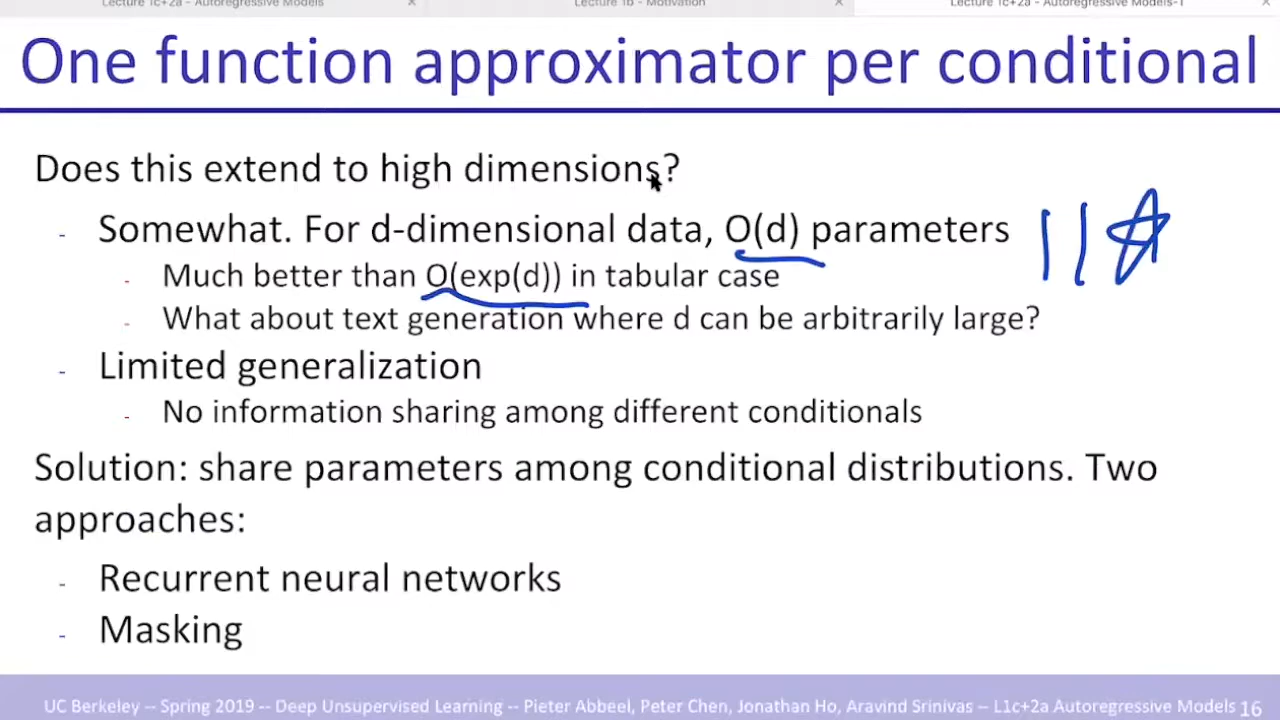 Lecture 1c+2a - Autoregressive Models
Lecture 1b - Motivation
Lecture 1c+2a - Autoregressive Models-1
One function approximator per conditional
Does this extend to high dimensions?
- Somewhat. For d-dimensional data, O(d) parameters
- Much better than O(exp(d)) in tabular case
- What about text generation where d can be arbitrarily large?
- Limited generalization
- No information sharing among different conditionals
Solution: share parameters among conditional distributions. Two
approaches:
- Recurrent neural networks
- Masking
UC Berkeley -- Spring 2019 -- Deep Unsupervised Learning -- Pieter Abbeel, Peter Chen, Jonathan Ho, Aravind Srinivas – L1c+2a Autoregressive Models 16